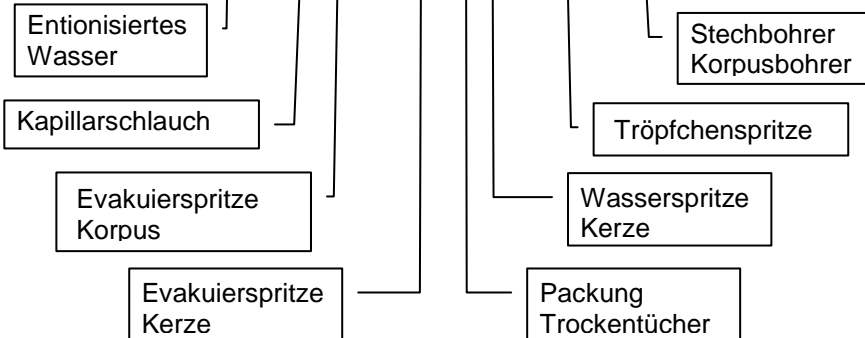 Entionisiertes
Wasser
Stechbohrer
Korpusbohrer
Kapillarschlauch
Tröpfchenspritze
Evakuierspritze
Korpus
Wasserspritze
Kerze
Evakuierspritze
Kerze
Packung
Trockentücher